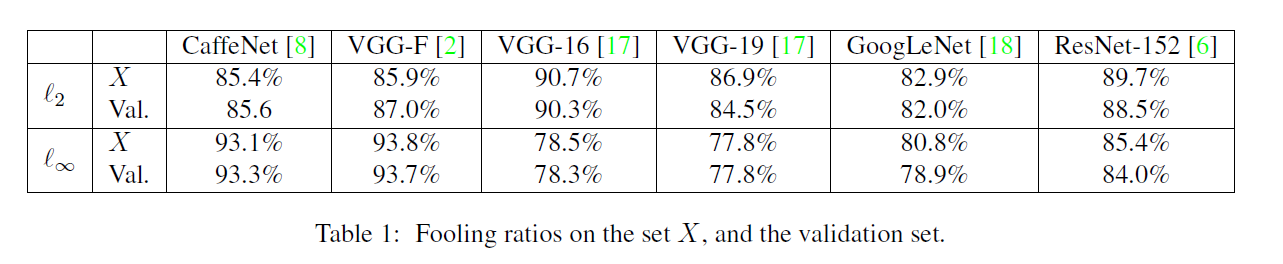 CaffeNet [8] VGG-F [2] VGG-16 [17] VGG-19 [17] GoogLeNet [18] ResNet-152 [6]
ℓ2 X 85.4% 85.9% 90.7% 86.9% 82.9% 89.7%
Val. 85.6 87.0% 90.3% 84.5% 82.0% 88.5%
ℓ∞ X 93.1% 93.8% 78.5% 77.8% 80.8% 85.4%
Val. 93.3% 93.7% 78.3% 77.8% 78.9% 84.0%
Table 1: Fooling ratios on the set X, and the validation set.